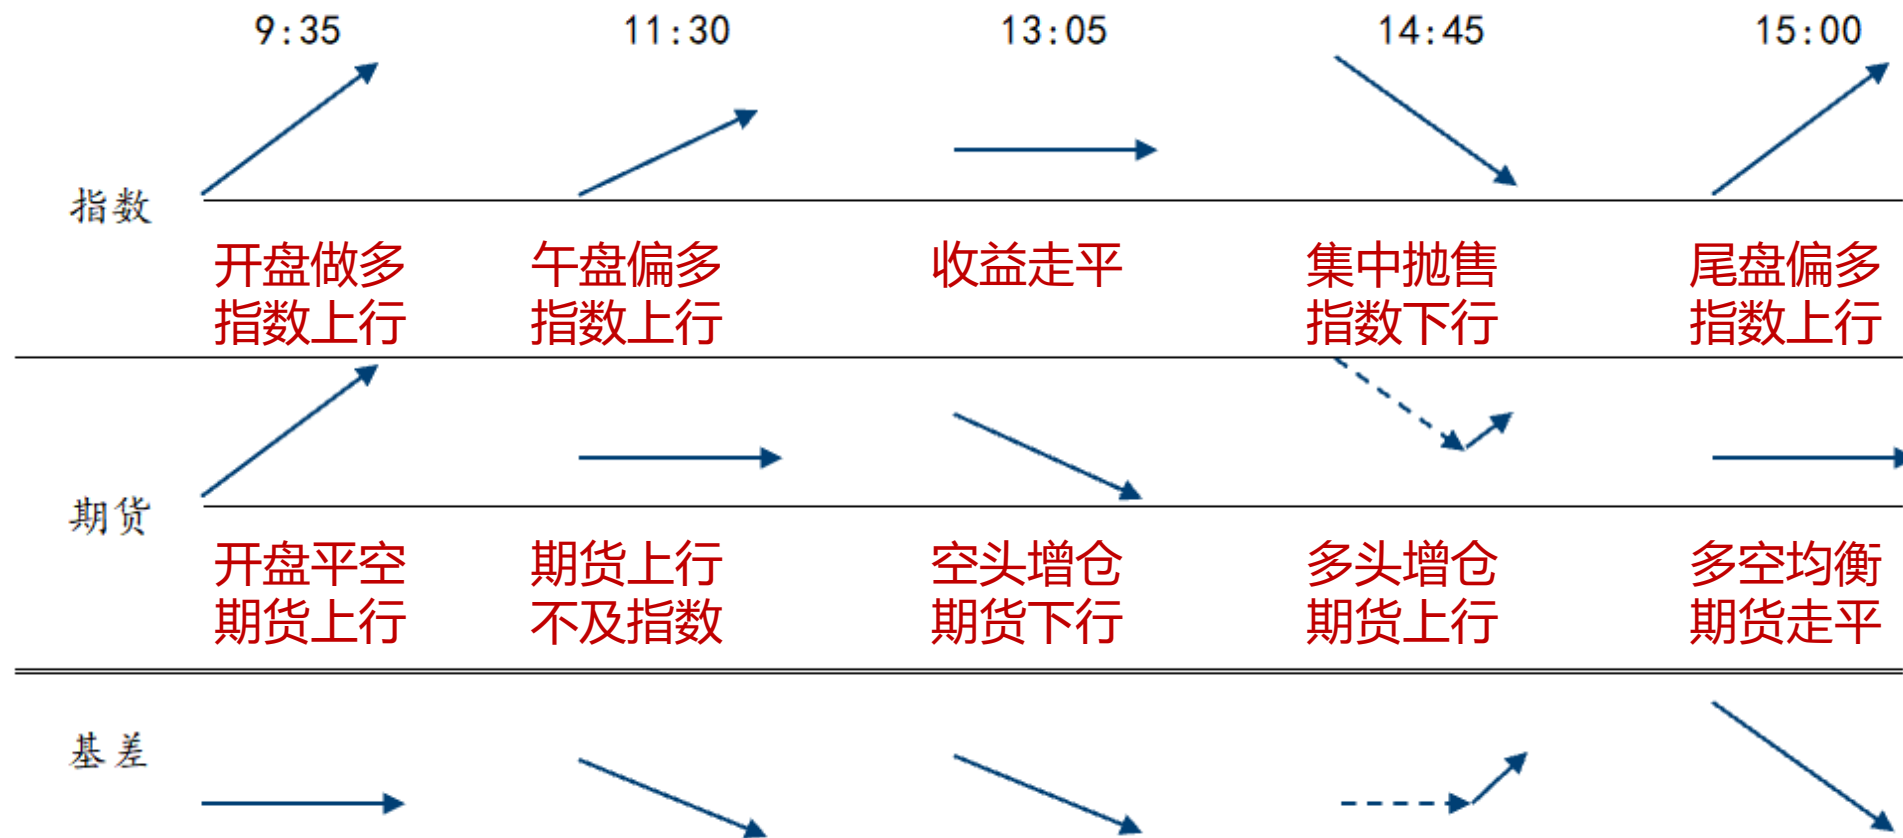 9:35 11:30 13:05 14:45 15:00
指数
开盘做多 午盘偏多 收益走平 集中抛售 尾盘偏多
指数上行 指数上行 指数下行 指数上行
期货
开盘平空 期货上行 空头增仓 多头增仓 多空均衡
期货上行 不及指数 期货下行 期货上行 期货走平
基差